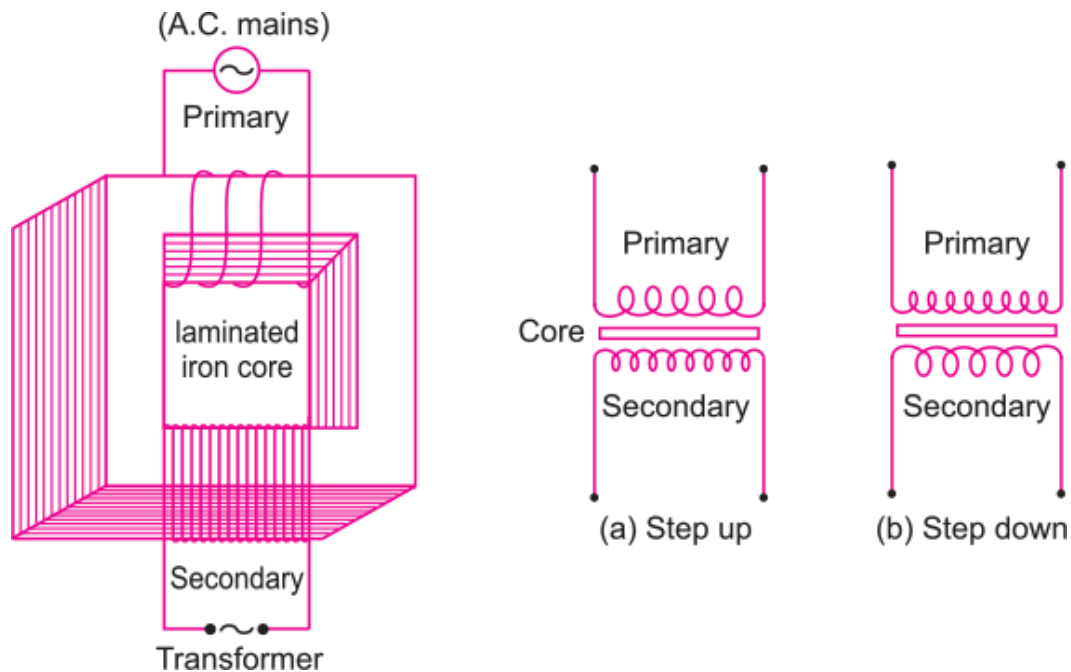 (A.C. mains)
Primary
laminated
iron core
Secondary
Transformer
Primary
Core
Secondary
(a) Step up
Primary
Secondary
(b) Step down